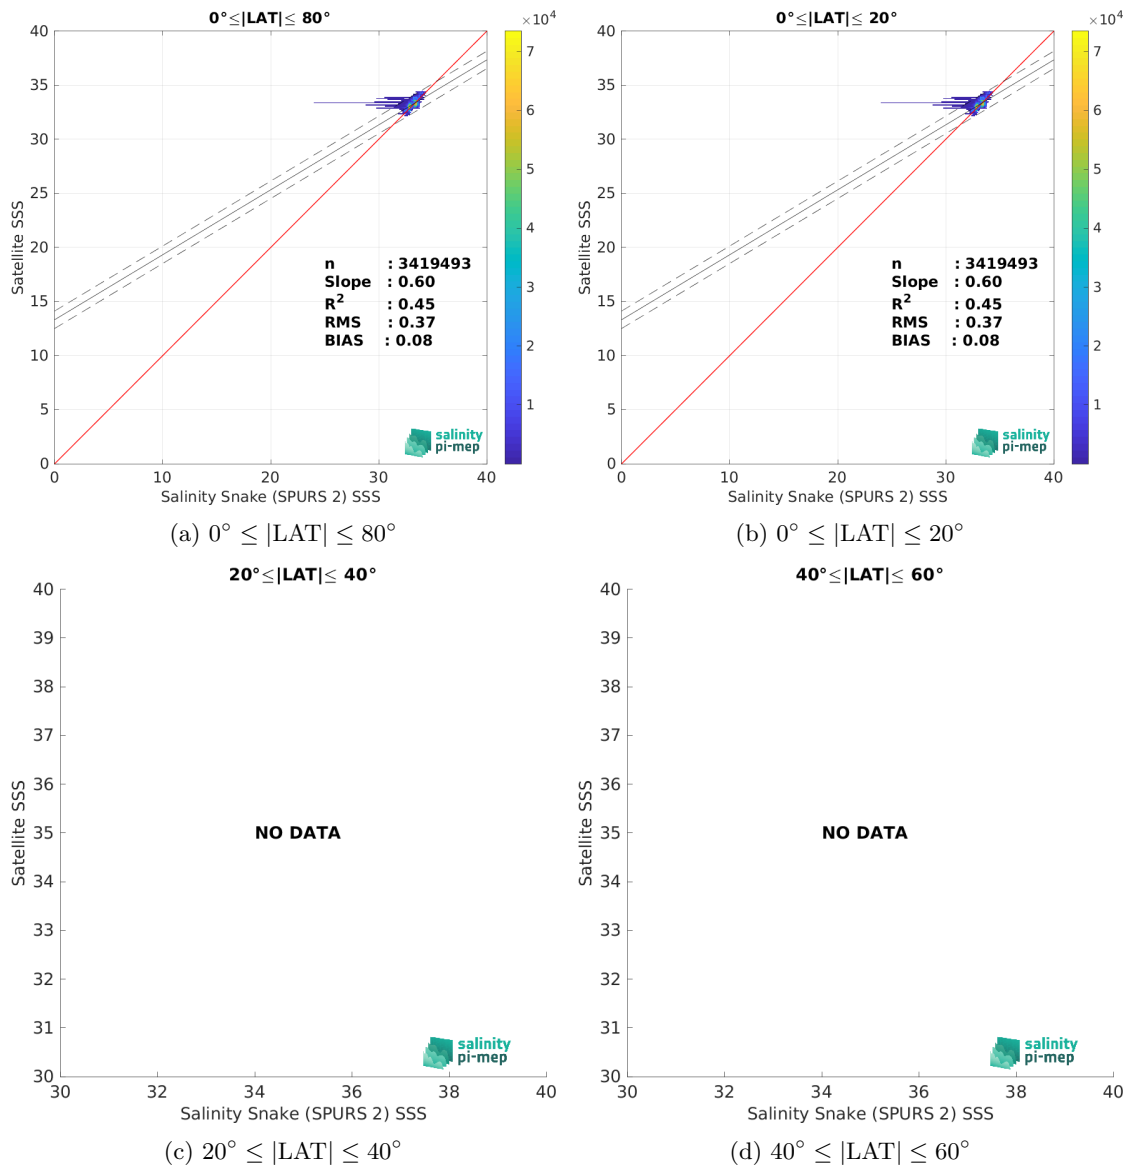 0°≤|LAT|≤ 80°
×10^4
40
35
30
25
20
15
10
5
0
Satellite SSS
n : 3419493
Slope : 0.60
R^2 : 0.45
RMS : 0.37
BIAS : 0.08
salinity
pi-mep
7
6
5
4
3
2
1
0 10 20 30 40
Salinity Snake (SPURS 2) SSS
(a) 0° ≤ |LAT| ≤ 80°
0°≤|LAT|≤ 20°
×10^4
40
35
30
25
20
15
10
5
0
Satellite SSS
n : 3419493
Slope : 0.60
R^2 : 0.45
RMS : 0.37
BIAS : 0.08
salinity
pi-mep
7
6
5
4
3
2
1
0 10 20 30 40
Salinity Snake (SPURS 2) SSS
(b) 0° ≤ |LAT| ≤ 20°
20°≤|LAT|≤ 40°
40
39
38
37
36
35
34
33
32
31
30
Satellite SSS
NO DATA
salinity
pi-mep
30 32 34 36 38 40
Salinity Snake (SPURS 2) SSS
(c) 20° ≤ |LAT| ≤ 40°
40°≤|LAT|≤ 60°
40
39
38
37
36
35
34
33
32
31
30
Satellite SSS
NO DATA
salinity
pi-mep
30 32 34 36 38 40
Salinity Snake (SPURS 2) SSS
(d) 40° ≤ |LAT| ≤ 60°